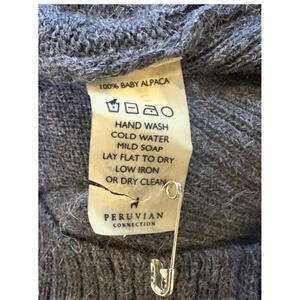 100% BABY ALPACA
HAND WASH
COLD WATER
MILD SOAP
LAY FLAT TO DRY
LOW IRON
OR DRY CLEAN
PERUVIAN
CONNECTION